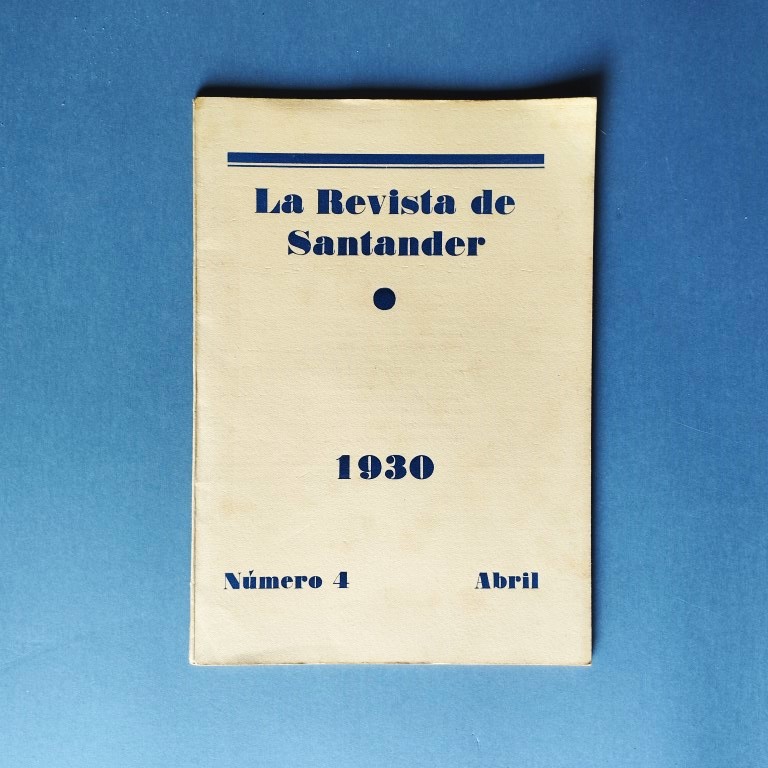 La Revista de
Santander
1930
Número 4 Abril